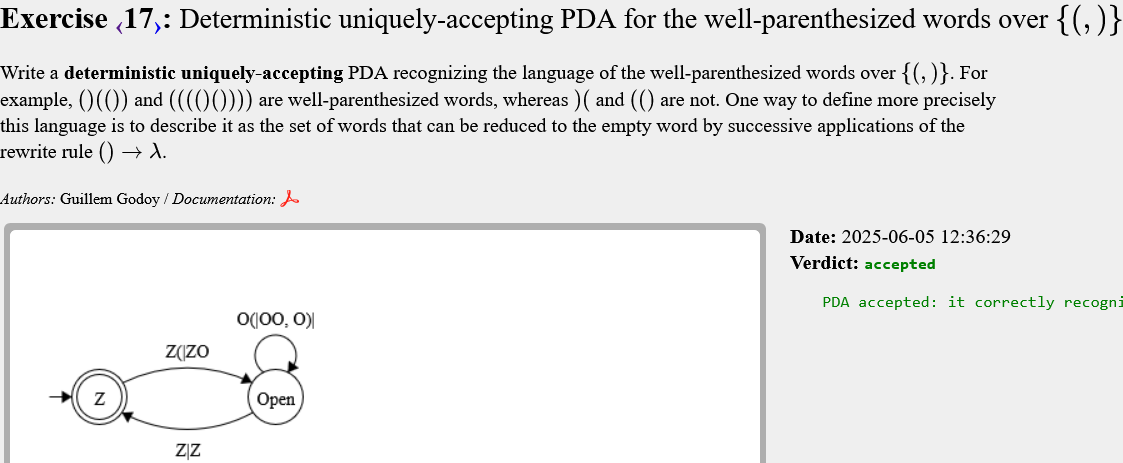 Exercise ‹17›: Deterministic uniquely-accepting PDA for the well-parenthesized words over {(, )}
Write a deterministic uniquely-accepting PDA recognizing the language of the well-parenthesized words over {(, )}. For
example, ()(()) and (((()()))) are well-parenthesized words, whereas )( and (() are not. One way to define more precisely
this language is to describe it as the set of words that can be reduced to the empty word by successive applications of the
rewrite rule () → λ.
Authors: Guillem Godoy / Documentation:
Date: 2025-06-05 12:36:29
Verdict: accepted
PDA accepted: it correctly recogni
O(|OO, O)|
Z(|ZO
Z
Open
Z|Z